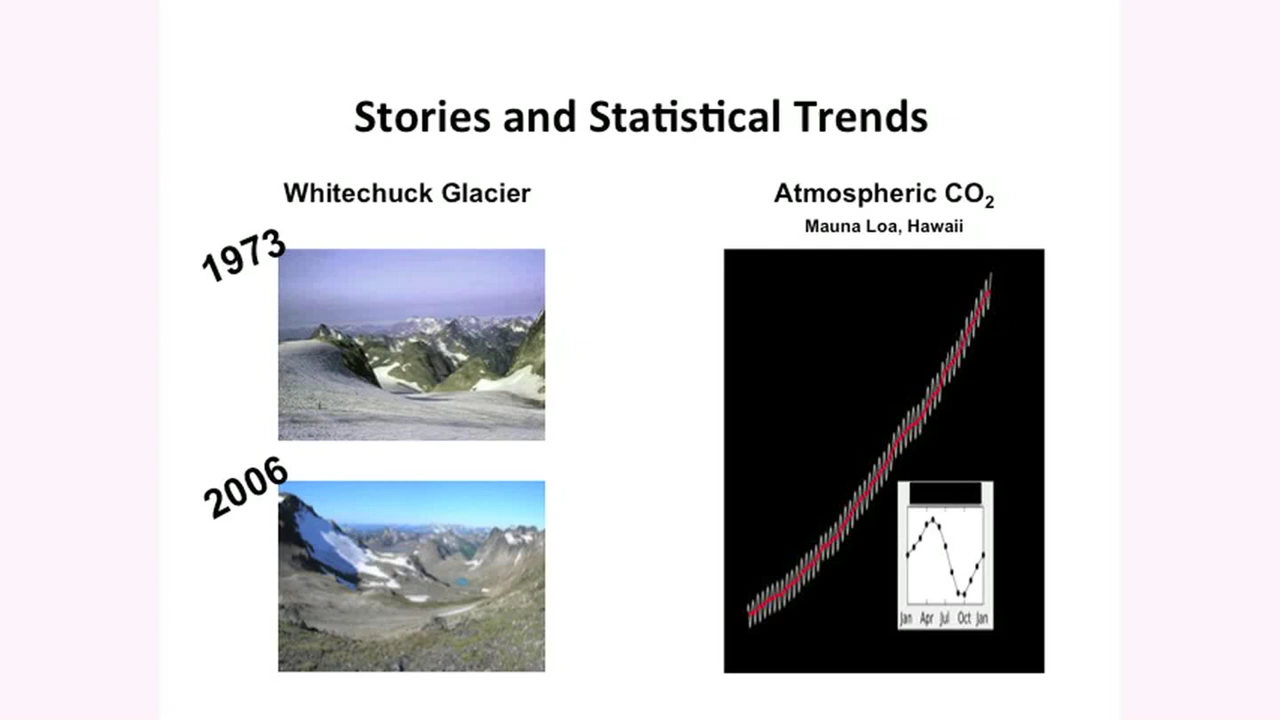 Stories and Statistical Trends
Whitechuck Glacier
1973
2006
Atmospheric CO₂
Mauna Loa, Hawaii
Jan Apr Jul Oct Jan